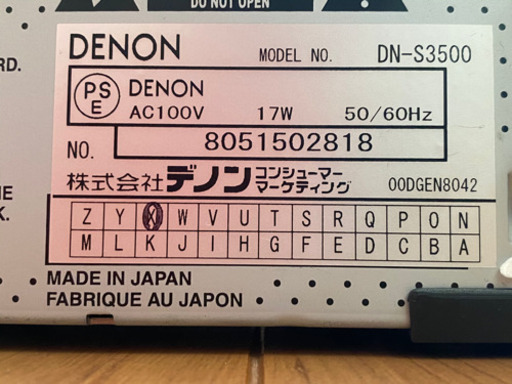 DO NOT OPEN
RD.
DENON MODEL NO. DN-S3500
PSE DENON
AC100V 17W 50/60Hz
NO. 8051502818
株式会社デノン コンシューマー
マーケティング 00DGEN8042
Z Y X W V U T S R Q P O N
M L K J I H G F E D C B A
MADE IN JAPAN
FABRIQUE AU JAPON